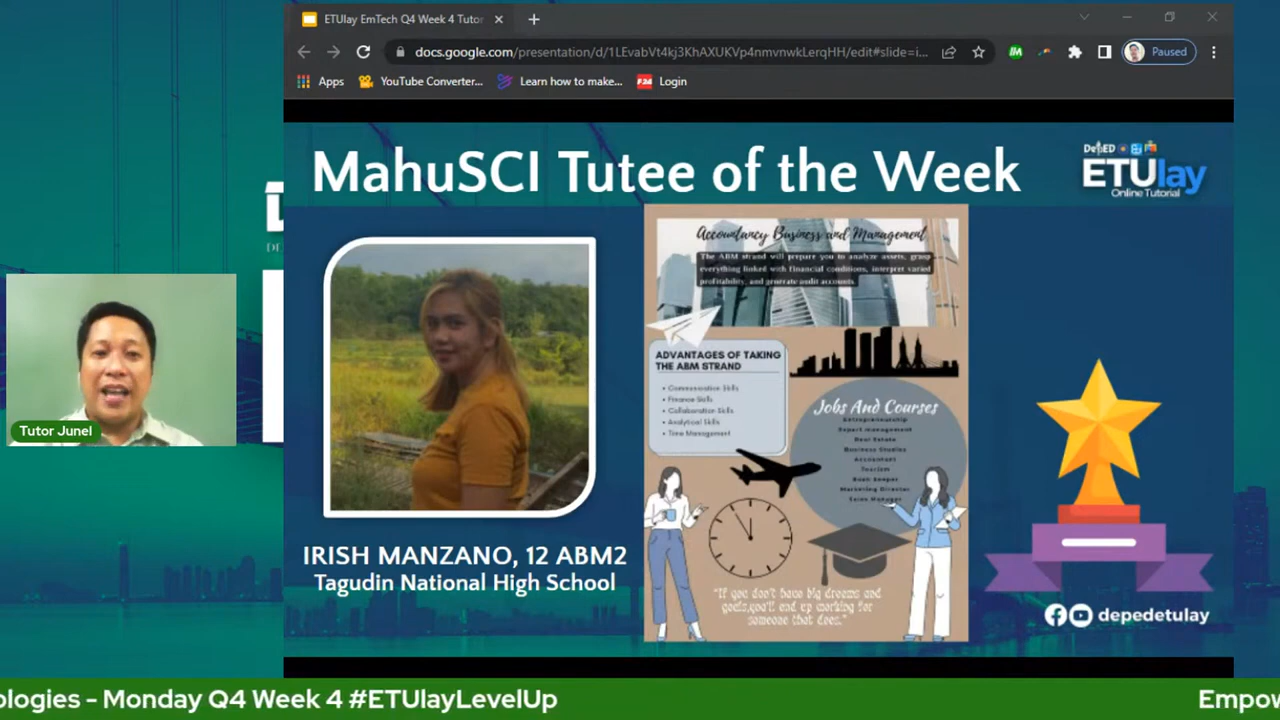 ETUlay EmTech Q4 Week 4 Tutor
docs.google.com/presentation/d/1LEvabVt4kj3KhAXUKVp4nmvnwkLerqHH/edit#slide=i...
Paused
Apps
YouTube Converter...
Learn how to make...
Login
MahuSCI Tutee of the Week
DepED
ETUlay
Online Tutorial
Accountancy Business and Management
The ABM strand will prepare you to analyze assets, grasp
everything linked with financial conditions, interpret varied
profitability, and generate audit accounts.
ADVANTAGES OF TAKING
THE ABM STRAND
• Communication Skills
• Finance Skills
• Collaboration Skills
• Analytical Skills
• Time Management
Jobs And Courses
Entrepreneurship
Export management
Real Estate
Business Studies
Accountant
Tourism
Book Keeper
Marketing Director
Sales Manager
"If you don't have big dreams and
goals,you'll end up working for
someone that does."
Tutor Junel
IRISH MANZANO, 12 ABM2
Tagudin National High School
depedetulay
ologies - Monday Q4 Week 4 #ETUlayLevelUp
Empow